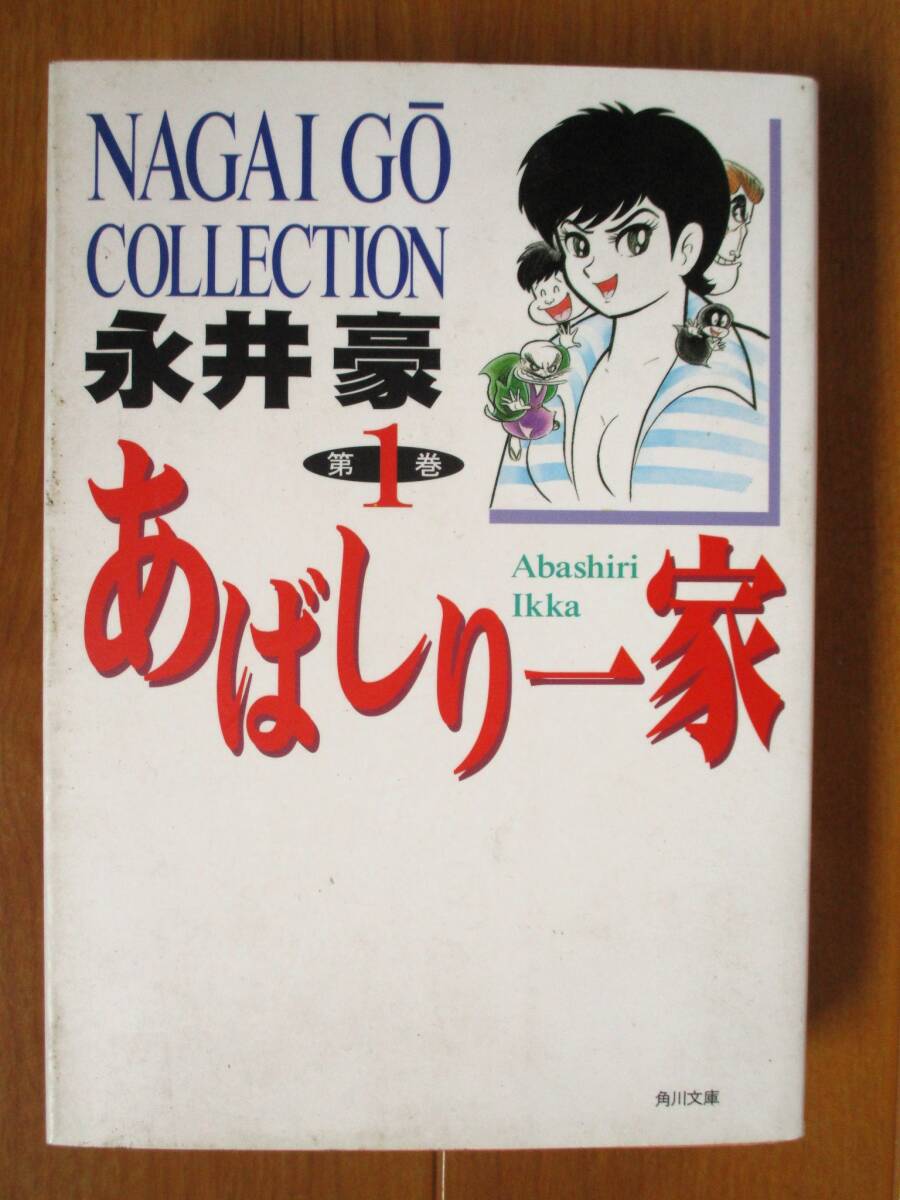 NAGAI GŌ
COLLECTION
永井豪
第1巻
あばしり一家
Abashiri
Ikka
角川文庫